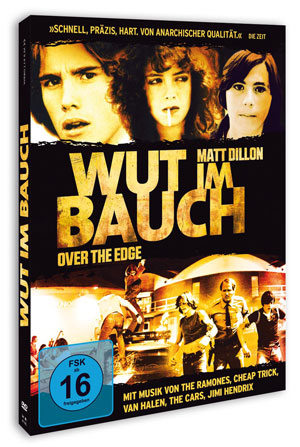 »SCHNELL, PRÄZIS, HART. VON ANARCHISCHER QUALITÄT.« DIE ZEIT
MATT DILLON
WUT IM
BAUCH
OVER THE EDGE
WUT IM BAUCH
FSK
ab
16
freigegeben
MIT MUSIK VON THE RAMONES, CHEAP TRICK,
VAN HALEN, THE CARS, JIMI HENDRIX